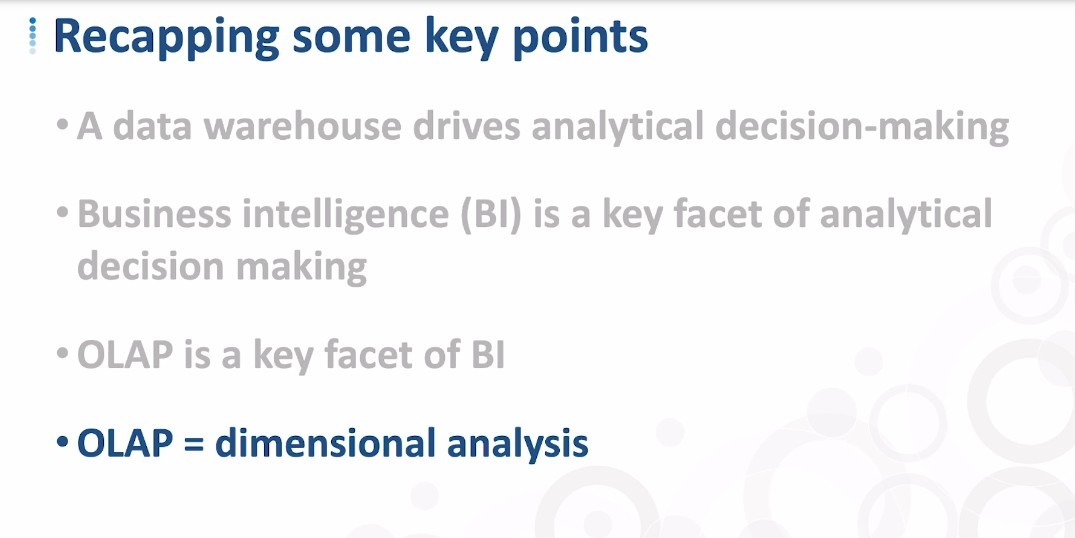 Recapping some key points
• A data warehouse drives analytical decision-making
• Business intelligence (BI) is a key facet of analytical
decision making
• OLAP is a key facet of BI
• OLAP = dimensional analysis